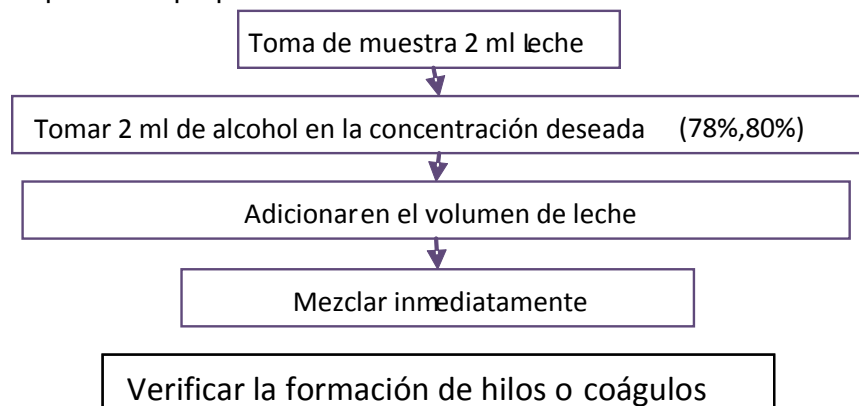 Toma de muestra 2 ml Leche
Tomar 2 ml de alcohol en la concentración deseada (78%,80%)
Adicionar en el volumen de leche
Mezclar inmediatamente
Verificar la formación de hilos o coágulos